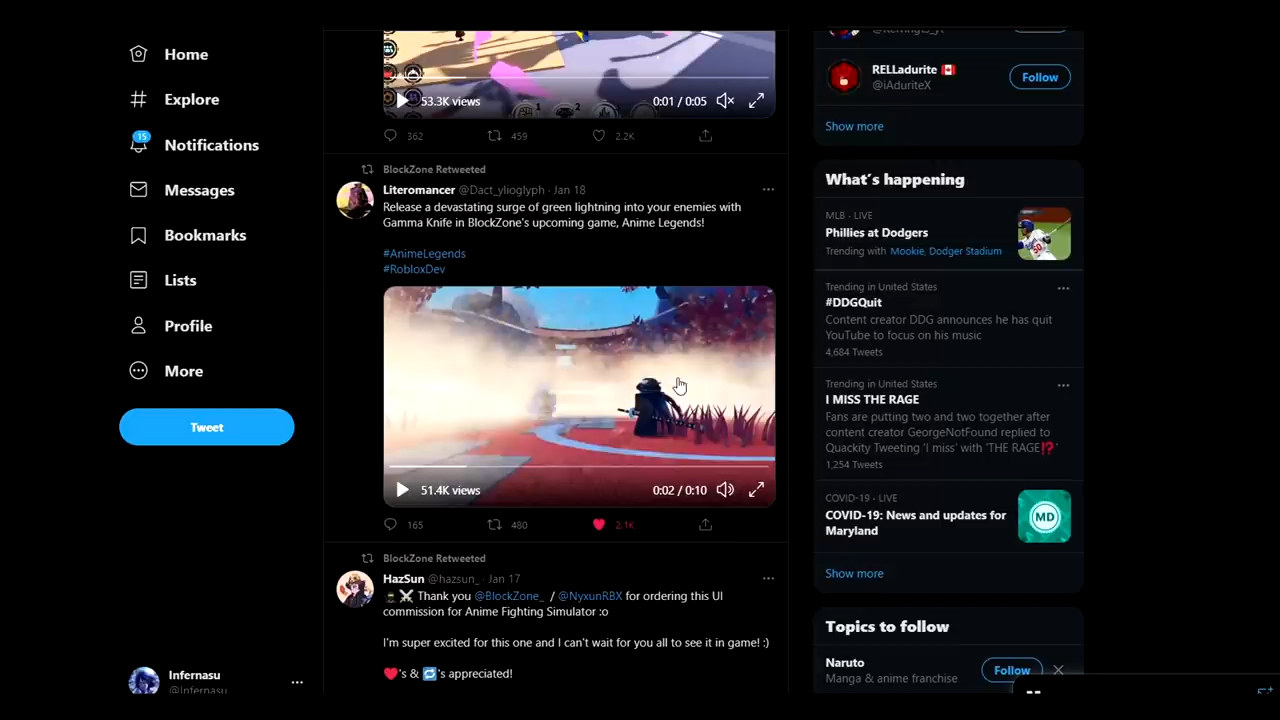 Home
Explore
15
Notifications
Messages
Bookmarks
Lists
Profile
More
Tweet
Infernasu
@Infernasu
53.3K views
0:01 / 0:05
362
459
2.2K
BlockZone Retweeted
Literomancer @Dact_ylioglyph · Jan 18
Release a devastating surge of green lightning into your enemies with
Gamma Knife in BlockZone's upcoming game, Anime Legends!
#AnimeLegends
#RobloxDev
51.4K views
0:02 / 0:10
165
480
2.1K
BlockZone Retweeted
HazSun @hazsun_ · Jan 17
Thank you @BlockZone_ / @NyxunRBX for ordering this UI
commission for Anime Fighting Simulator :o
I'm super excited for this one and I can't wait for you all to see it in game! :)
❤️'s & 🔁's appreciated!
RELLadurite 🇨🇦
@iAduriteX
Follow
Show more
What's happening
MLB · LIVE
Phillies at Dodgers
Trending with Mookie, Dodger Stadium
Trending in United States
#DDGQuit
Content creator DDG announces he has quit
YouTube to focus on his music
4,684 Tweets
Trending in United States
I MISS THE RAGE
Fans are putting two and two together after
content creator GeorgeNotFound replied to
Quackity Tweeting 'I miss' with 'THE RAGE⁉️'
1,254 Tweets
COVID-19 · LIVE
COVID-19: News and updates for
Maryland
MD
Show more
Topics to follow
Naruto
Manga & anime franchise
Follow